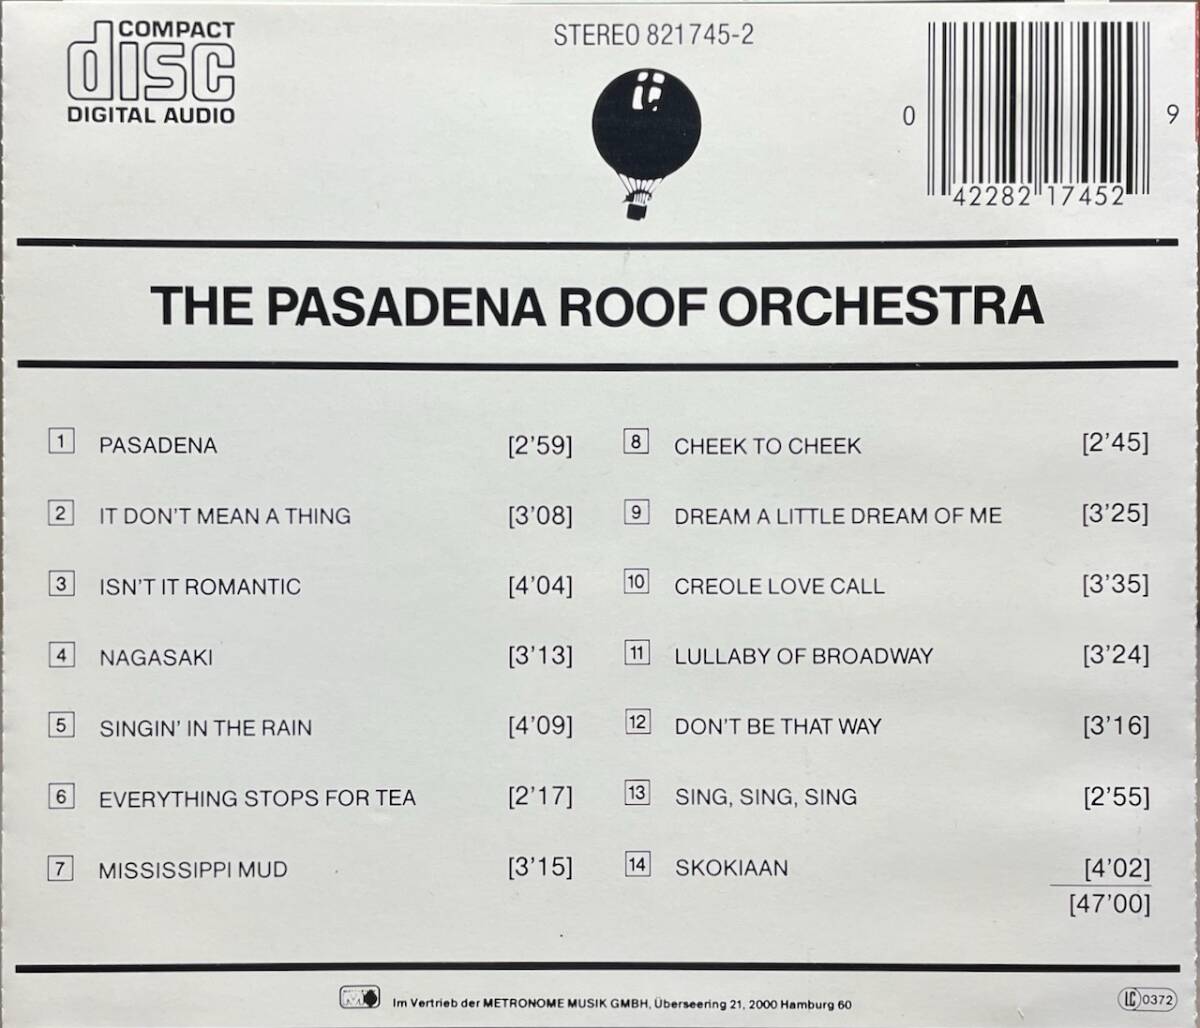 COMPACT
disc
DIGITAL AUDIO
STEREO 821745-2
0 42282 17452 9
THE PASADENA ROOF ORCHESTRA
1 PASADENA [2'59]
2 IT DON'T MEAN A THING [3'08]
3 ISN'T IT ROMANTIC [4'04]
4 NAGASAKI [3'13]
5 SINGIN' IN THE RAIN [4'09]
6 EVERYTHING STOPS FOR TEA [2'17]
7 MISSISSIPPI MUD [3'15]
8 CHEEK TO CHEEK [2'45]
9 DREAM A LITTLE DREAM OF ME [3'25]
10 CREOLE LOVE CALL [3'35]
11 LULLABY OF BROADWAY [3'24]
12 DON'T BE THAT WAY [3'16]
13 SING, SING, SING [2'55]
14 SKOKIAAN [4'02]
[47'00]
Im Vertrieb der METRONOME MUSIK GMBH, Überseering 21, 2000 Hamburg 60
LC 0372